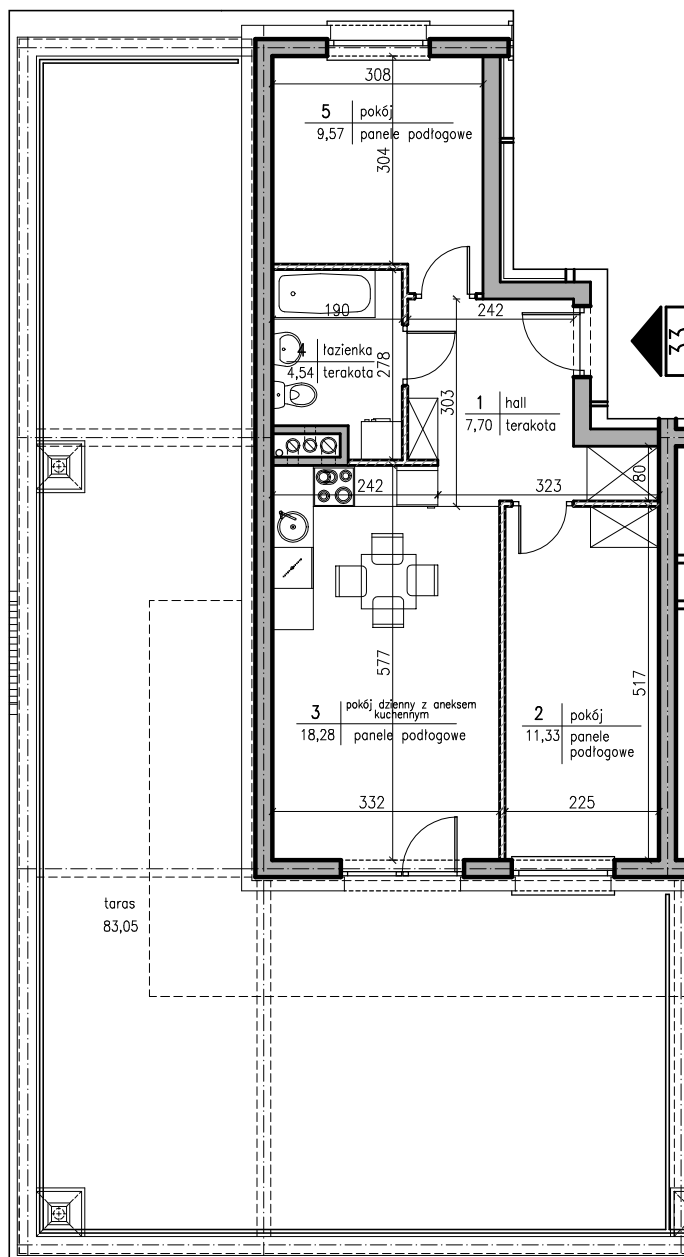 308
5 pokój
9,57 panele podłogowe
304
190
242
4 łazienka
4,54 terakota
278
303
1 hall
7,70 terakota
33
242
323
80
577
517
3 pokój dzienny z aneksem
kuchennym
18,28 panele podłogowe
2 pokój
11,33 panele
podłogowe
332
225
taras
83,05